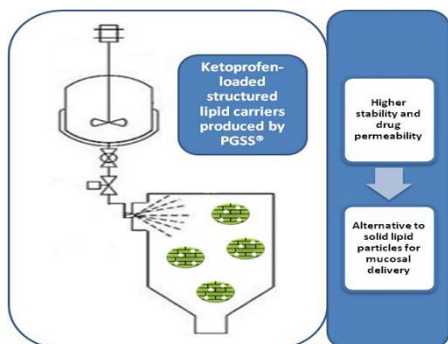 Ketoprofen-
loaded
structured
lipid carriers
produced by
PGSS®
Higher
stability and
drug
permeability
Alternative to
solid lipid
particles for
mucosal
delivery